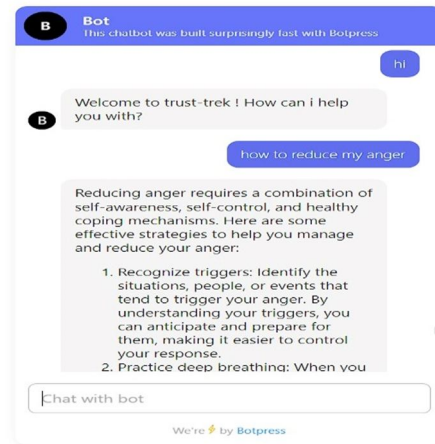 B
Bot
This chatbot was built surprisingly fast with Botpress
hi
Welcome to trust-trek ! How can i help
you with?
B
how to reduce my anger
Reducing anger requires a combination of
self-awareness, self-control, and healthy
coping mechanisms. Here are some
effective strategies to help you manage
and reduce your anger:
1. Recognize triggers: Identify the
situations, people, or events that
tend to trigger your anger. By
understanding your triggers, you
can anticipate and prepare for
them, making it easier to control
your response.
2. Practice deep breathing: When you
Chat with bot
We're ⚡ by Botpress